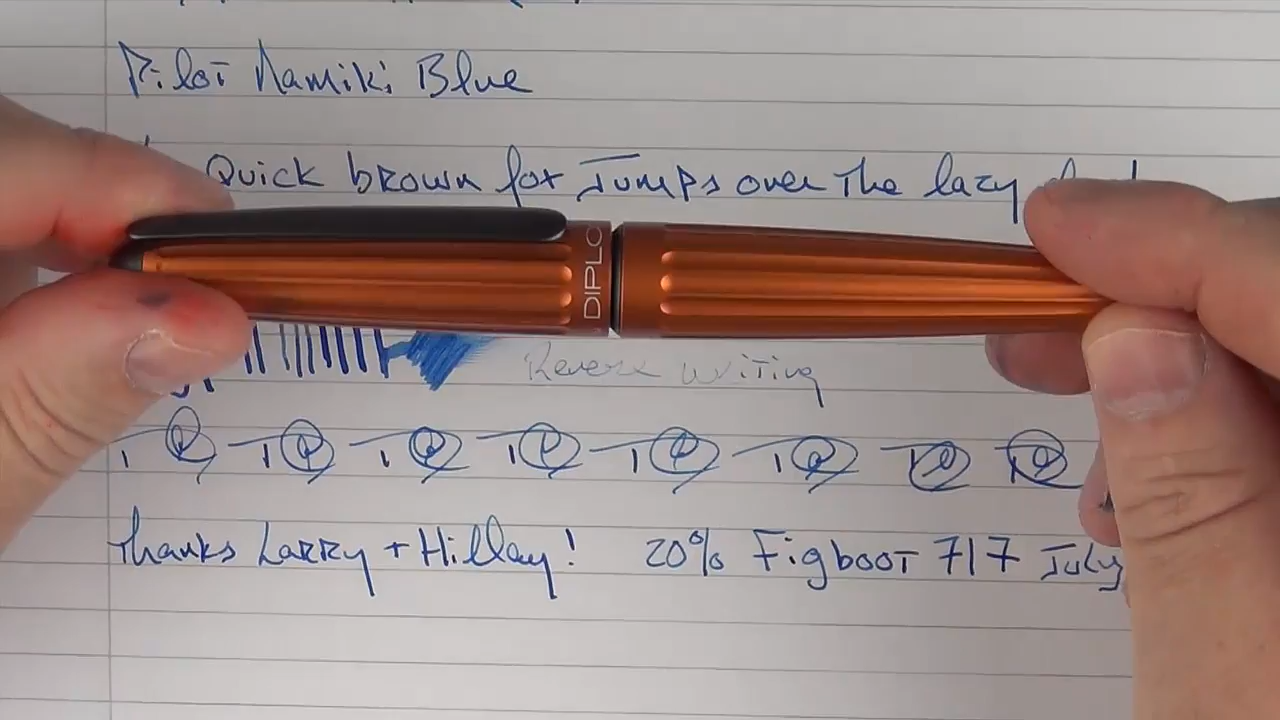 Pilot Namiki Blue
Quick brown fox Jumps over The lazy
DIPLO
Reverse writing
Thanks Larry + Hillay! 20% Figboot 717 July